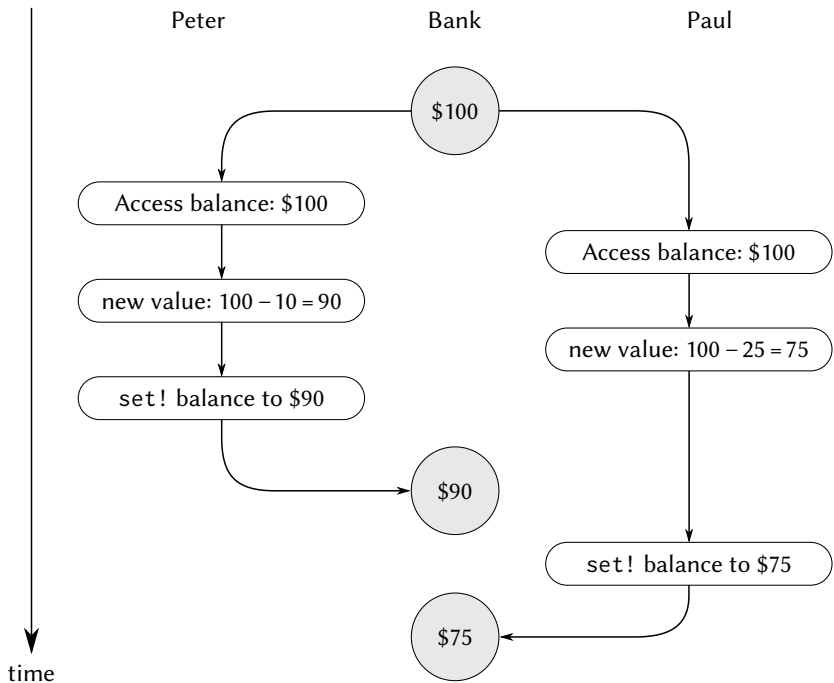 Peter
Bank
Paul
$100
Access balance: $100
Access balance: $100
new value: 100 – 10 = 90
new value: 100 – 25 = 75
set! balance to $90
$90
set! balance to $75
$75
time